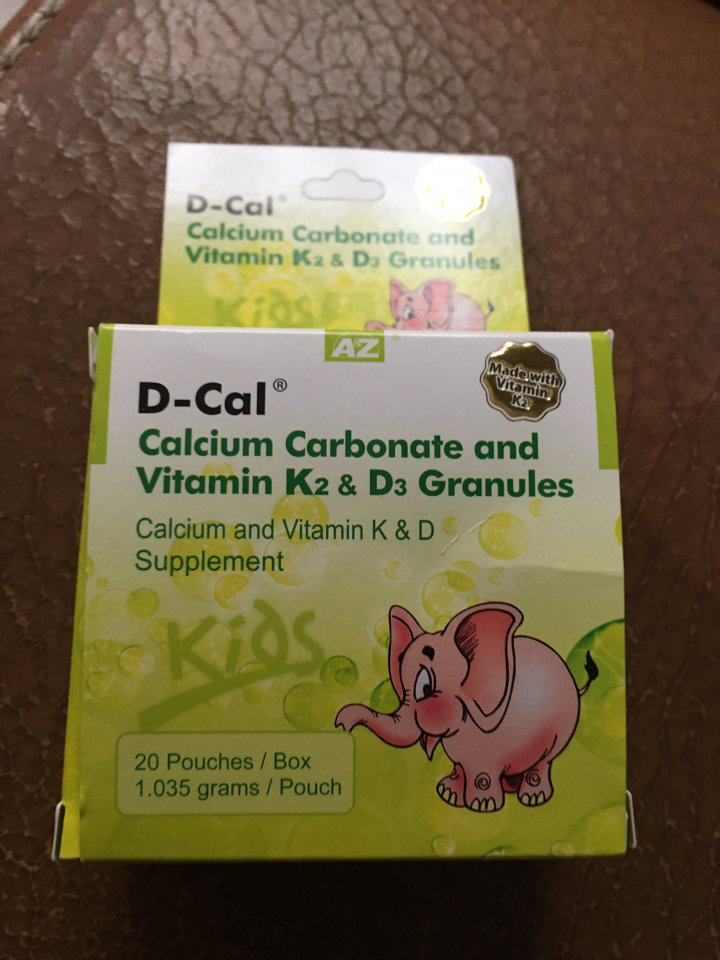 D-Cal®
Calcium Carbonate and
Vitamin K2 & D3 Granules
Kids
A&Z ®
Made with
Vitamin
K2
D-Cal®
Calcium Carbonate and
Vitamin K2 & D3 Granules
Calcium and Vitamin K & D
Supplement
Kids
20 Pouches / Box
1.035 grams / Pouch